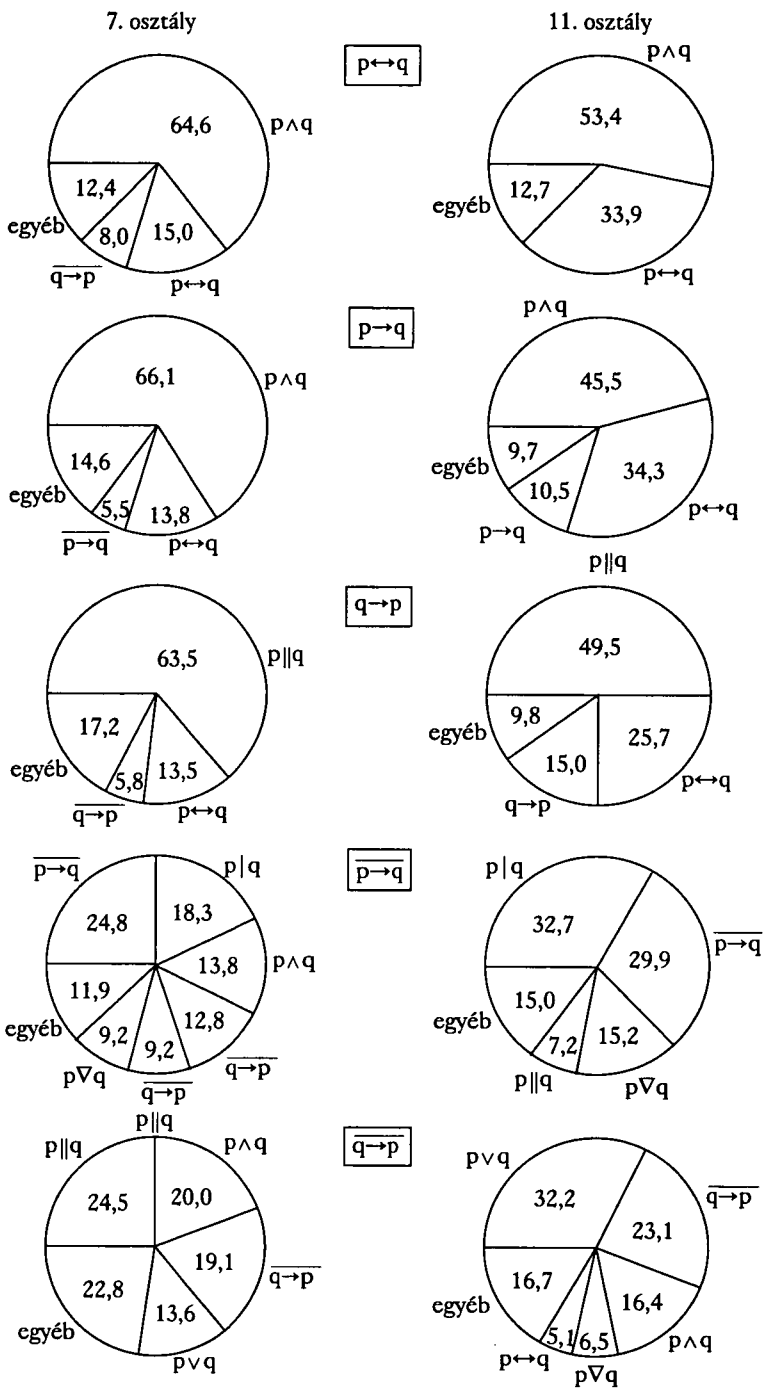 7. osztály
11. osztály
p↔q
64,6
p∧q
12,4
egyéb
8,0
q→p̅
15,0
p↔q
p∧q
53,4
12,7
egyéb
33,9
p↔q
p→q
66,1
p∧q
14,6
egyéb
5,5
p→q̅
13,8
p↔q
p∧q
45,5
9,7
egyéb
10,5
p→q
34,3
p↔q
q→p
63,5
p∥q
17,2
egyéb
5,8
q→p̅
13,5
p↔q
p∥q
49,5
9,8
egyéb
15,0
q→p
25,7
p↔q
p→q̅
p→q̅
24,8
p|q
18,3
13,8
p∧q
11,9
egyéb
9,2
p∇q
9,2
q→p̅
12,8
q→p̅
p|q
32,7
29,9
p→q̅
15,0
egyéb
7,2
p∥q
15,2
p∇q
q→p̅
p∥q
p∥q
24,5
p∧q
20,0
19,1
q→p̅
22,8
egyéb
13,6
p∨q
p∨q
32,2
q→p̅
23,1
16,7
egyéb
5,1
p↔q
6,5
p∇q
16,4
p∧q